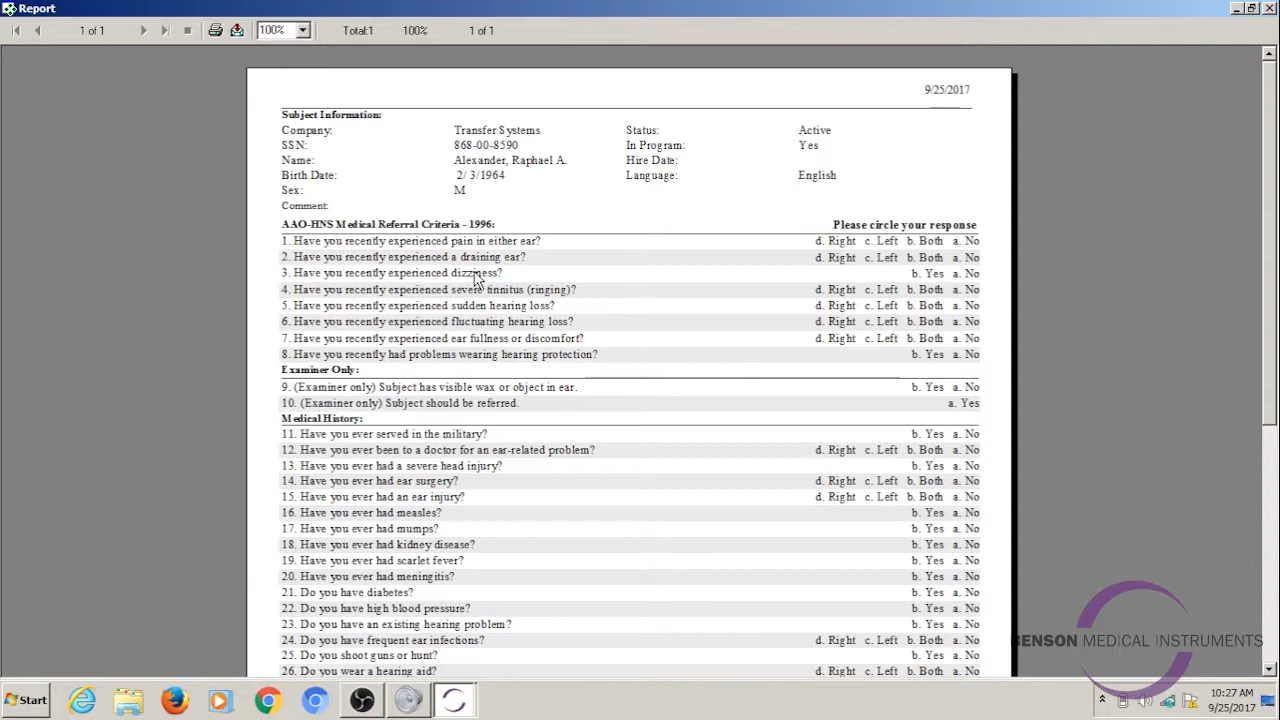 Report
1 of 1 100% Total:1 100% 1 of 1
9/25/2017
Subject Information:
Company: Transfer Systems Status: Active
SSN: 868-00-8590 In Program: Yes
Name: Alexander, Raphael A. Hire Date:
Birth Date: 2/ 3/1964 Language: English
Sex: M
Comment:
AAO-HNS Medical Referral Criteria - 1996: Please circle your response
1. Have you recently experienced pain in either ear? d. Right c. Left b. Both a. No
2. Have you recently experienced a draining ear? d. Right c. Left b. Both a. No
3. Have you recently experienced dizziness? b. Yes a. No
4. Have you recently experienced severe tinnitus (ringing)? d. Right c. Left b. Both a. No
5. Have you recently experienced sudden hearing loss? d. Right c. Left b. Both a. No
6. Have you recently experienced fluctuating hearing loss? d. Right c. Left b. Both a. No
7. Have you recently experienced ear fullness or discomfort? d. Right c. Left b. Both a. No
8. Have you recently had problems wearing hearing protection? b. Yes a. No
Examiner Only:
9. (Examiner only) Subject has visible wax or object in ear. b. Yes a. No
10. (Examiner only) Subject should be referred. a. Yes
Medical History:
11. Have you ever served in the military? b. Yes a. No
12. Have you ever been to a doctor for an ear-related problem? d. Right c. Left b. Both a. No
13. Have you ever had a severe head injury? b. Yes a. No
14. Have you ever had ear surgery? d. Right c. Left b. Both a. No
15. Have you ever had an ear injury? d. Right c. Left b. Both a. No
16. Have you ever had measles? b. Yes a. No
17. Have you ever had mumps? b. Yes a. No
18. Have you ever had kidney disease? b. Yes a. No
19. Have you ever had scarlet fever? b. Yes a. No
20. Have you ever had meningitis? b. Yes a. No
21. Do you have diabetes? b. Yes a. No
22. Do you have high blood pressure? b. Yes a. No
23. Do you have an existing hearing problem? b. Yes a. No
24. Do you have frequent ear infections? d. Right c. Left b. Both a. No
25. Do you shoot guns or hunt? b. Yes a. No
26. Do you wear a hearing aid? d. Right c. Left b. Both a. No
BENSON MEDICAL INSTRUMENTS
Start 10:27 AM
9/25/2017